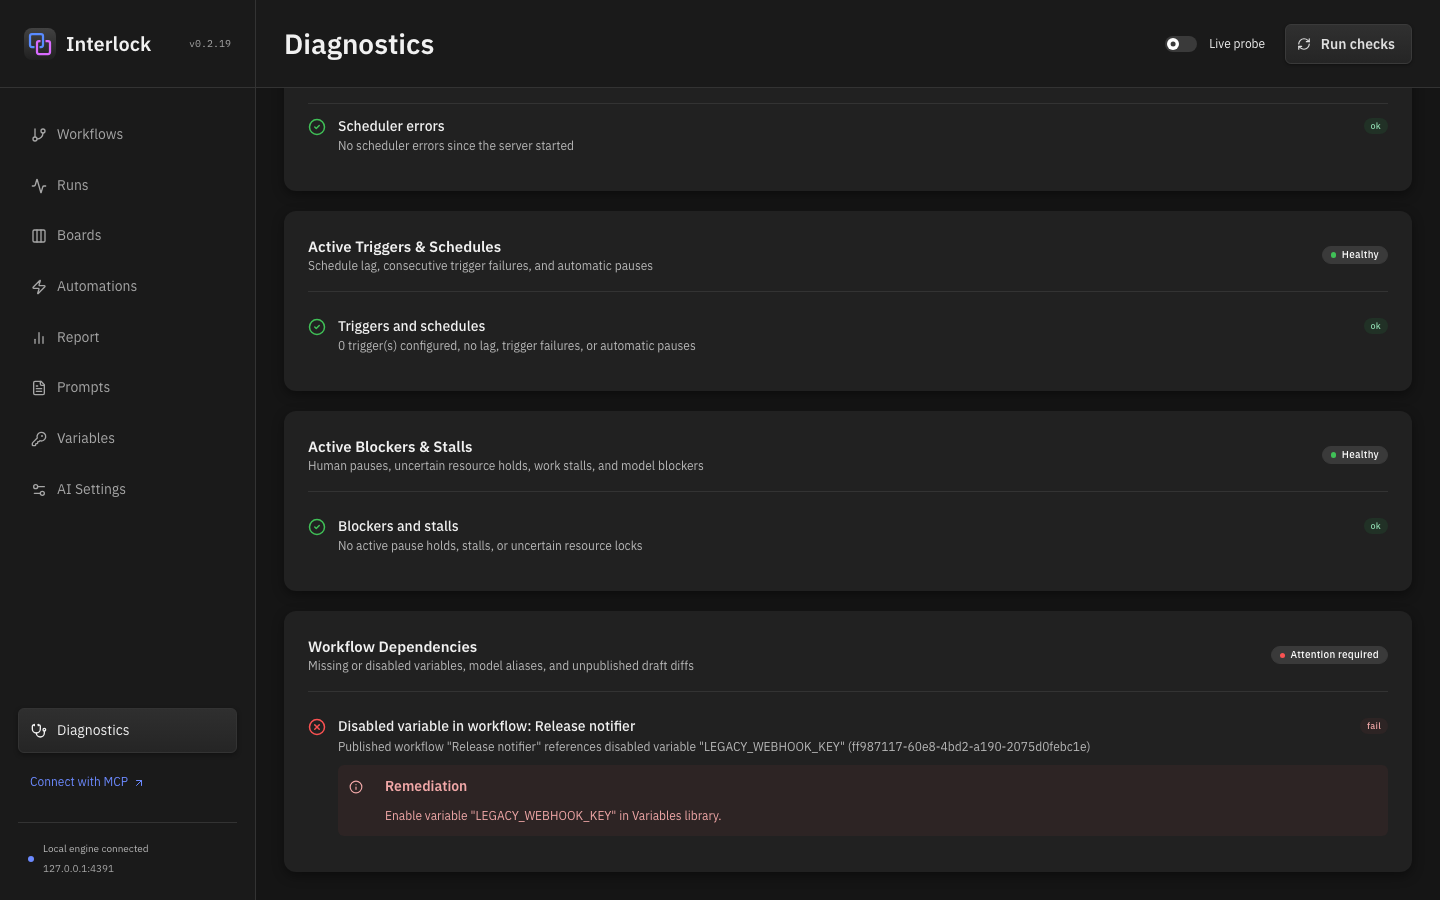 Interlock
v0.2.19
Diagnostics
Live probe
Run checks
Workflows
Runs
Boards
Automations
Report
Prompts
Variables
AI Settings
Diagnostics
Connect with MCP
Local engine connected
127.0.0.1:4391
Scheduler errors
ok
No scheduler errors since the server started
Active Triggers & Schedules
Schedule lag, consecutive trigger failures, and automatic pauses
Healthy
Triggers and schedules
ok
0 trigger(s) configured, no lag, trigger failures, or automatic pauses
Active Blockers & Stalls
Human pauses, uncertain resource holds, work stalls, and model blockers
Healthy
Blockers and stalls
ok
No active pause holds, stalls, or uncertain resource locks
Workflow Dependencies
Missing or disabled variables, model aliases, and unpublished draft diffs
Attention required
Disabled variable in workflow: Release notifier
fail
Published workflow "Release notifier" references disabled variable "LEGACY_WEBHOOK_KEY" (ff987117-60e8-4bd2-a190-2075d0febc1e)
Remediation
Enable variable "LEGACY_WEBHOOK_KEY" in Variables library.